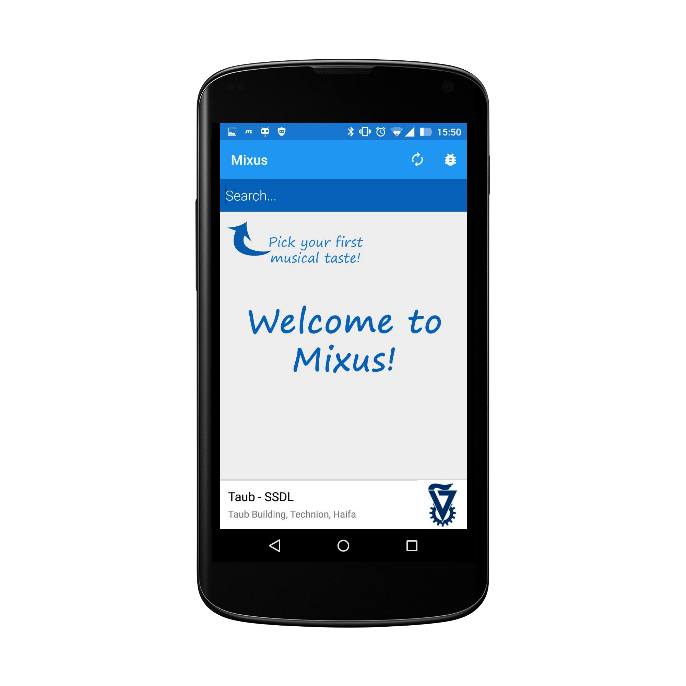 15:50
Mixus
Search...
Pick your first
musical taste!
Welcome to
Mixus!
Taub - SSDL
Taub Building, Technion, Haifa